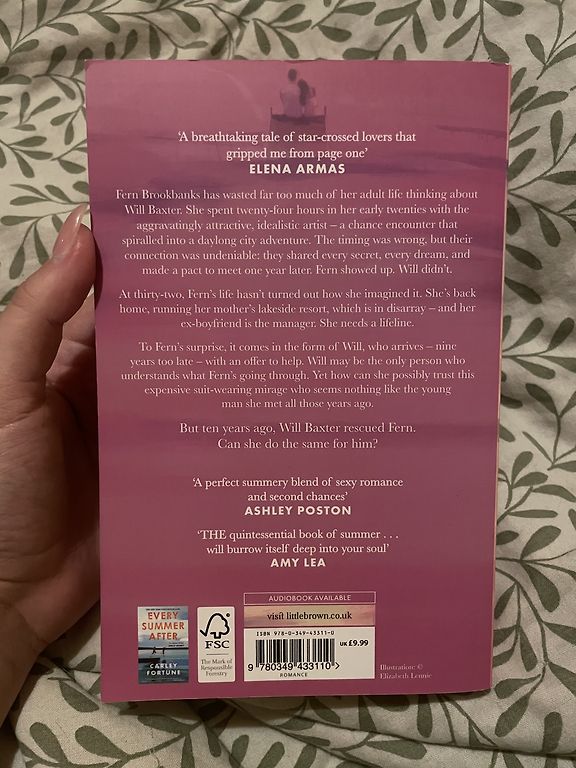 ‘A breathtaking tale of star-crossed lovers that
gripped me from page one’
ELENA ARMAS
Fern Brookbanks has wasted far too much of her adult life thinking about
Will Baxter. She spent twenty-four hours in her early twenties with the
aggravatingly attractive, idealistic artist – a chance encounter that
spiralled into a daylong city adventure. The timing was wrong, but their
connection was undeniable: they shared every secret, every dream, and
made a pact to meet one year later. Fern showed up. Will didn’t.
At thirty-two, Fern’s life hasn’t turned out how she imagined it. She’s back
home, running her mother’s lakeside resort, which is in disarray – and her
ex-boyfriend is the manager. She needs a lifeline.
To Fern’s surprise, it comes in the form of Will, who arrives – nine
years too late – with an offer to help. Will may be the only person who
understands what Fern’s going through. Yet how can she possibly trust this
expensive suit-wearing mirage who seems nothing like the young
man she met all those years ago.
But ten years ago, Will Baxter rescued Fern.
Can she do the same for him?
‘A perfect summery blend of sexy romance
and second chances’
ASHLEY POSTON
‘THE quintessential book of summer . . .
will burrow itself deep into your soul’
AMY LEA
EVERY
SUMMER
AFTER
CARLEY
FORTUNE
FSC
The Mark of
Responsible
Forestry
AUDIOBOOK AVAILABLE
visit littlebrown.co.uk
ISBN 978-0-349-43311-0
UK £9.99
9 780349 433110 >
ROMANCE
Illustration: ©
Elizabeth Lennie